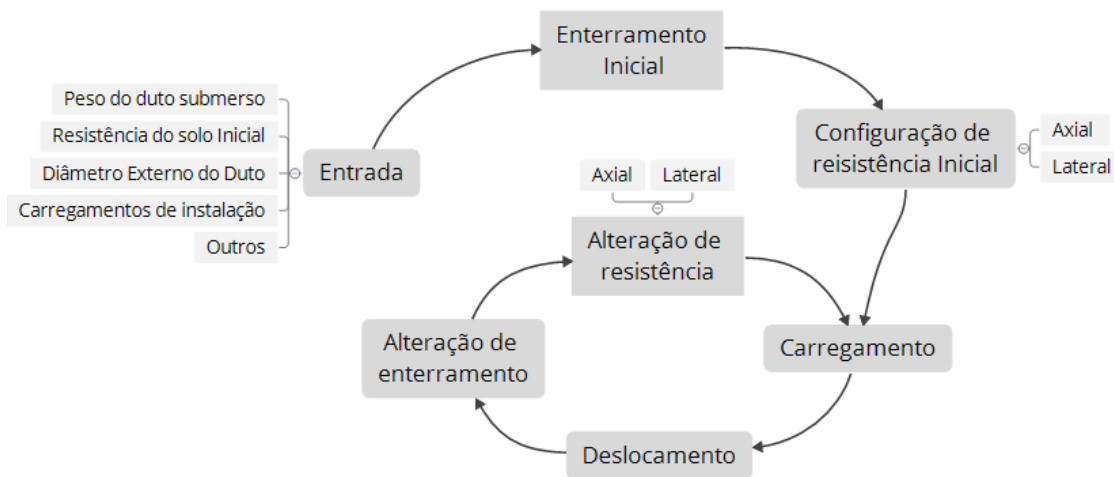 Enterramento
Inicial
Peso do duto submerso
Resistência do solo Inicial
Diâmetro Externo do Duto
Carregamentos de instalação
Outros
Entrada
Configuração de
reisistência Inicial
Axial
Lateral
Axial
Lateral
Alteração de
resistência
Alteração de
enterramento
Carregamento
Deslocamento